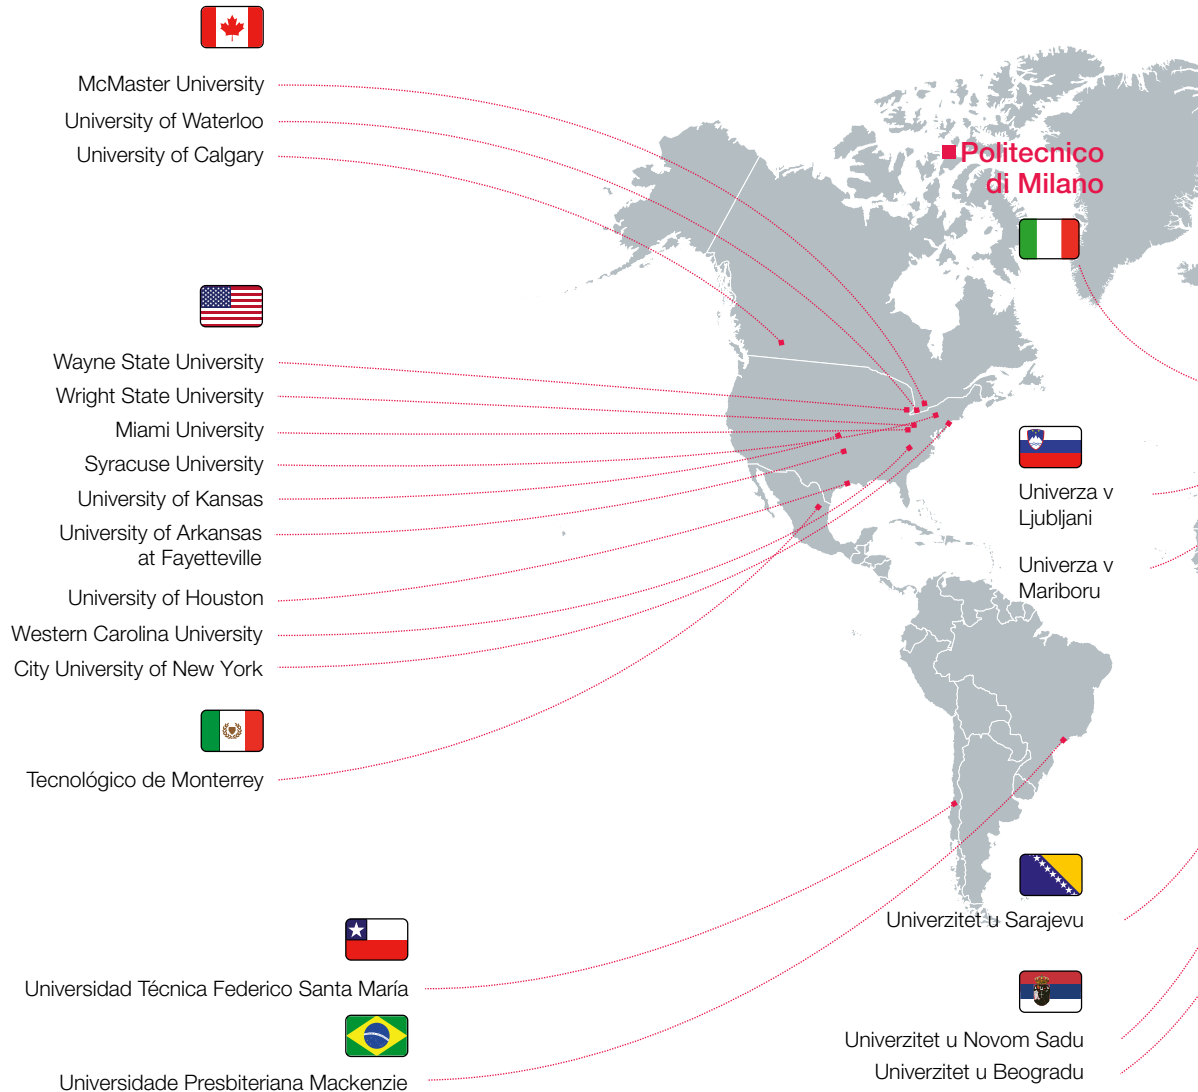 McMaster University
University of Waterloo
University of Calgary
Politecnico
di Milano
Wayne State University
Wright State University
Miami University
Syracuse University
University of Kansas
University of Arkansas
at Fayetteville
University of Houston
Western Carolina University
City University of New York
Univerza v
Ljubljani
Univerza v
Mariboru
Tecnológico de Monterrey
Univerzitet u Sarajevu
Universidad Técnica Federico Santa María
Univerzitet u Novom Sadu
Univerzitet u Beogradu
Universidade Presbiteriana Mackenzie